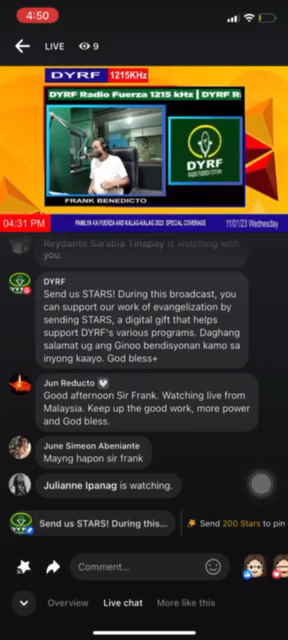 4:50
LIVE 9
DYRF 1215KHz
DYRF Radio Fuerza 1215 kHz | DYRF R
DYRF
RADIO FUERZA
FRANK BENEDICTO
04:31 PM PAMILYA KA FUERZA AND KALAG-KALAG 2023 SPECIAL COVERAGE 11/01/23 Wednesday
Reydante Sarabia Tinapay is watching with
you.
DYRF
Send us STARS! During this broadcast, you
can support our work of evangelization by
sending STARS, a digital gift that helps
support DYRF's various programs. Daghang
salamat ug ang Ginoo bendisyonan kamo sa
inyong kaayo. God bless+
Jun Reducto
Good afternoon Sir Frank. Watching live from
Malaysia. Keep up the good work, more power
and God bless.
June Simeon Abeniante
Mayng hapon sir frank
Julianne Ipanag is watching.
Send us STARS! During this... Send 200 Stars to pin
Comment...
Overview Live chat More like this